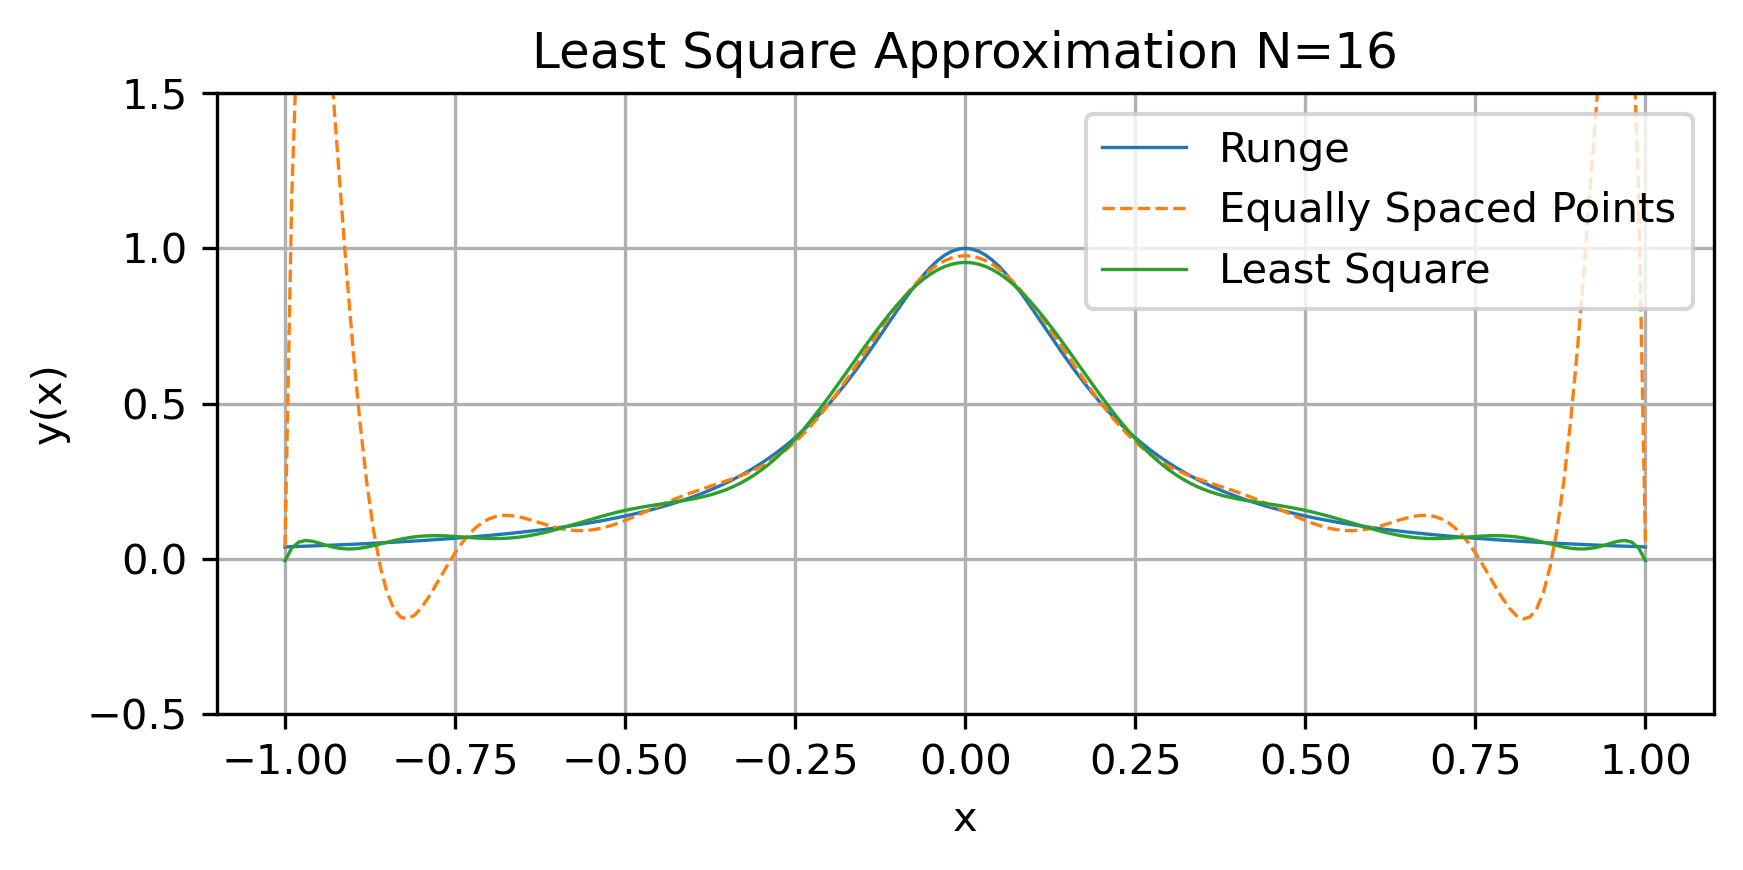 Least Square Approximation N=16
1.5
1.0
0.5
0.0
−0.5
y(x)
Runge
Equally Spaced Points
Least Square
−1.00 −0.75 −0.50 −0.25 0.00 0.25 0.50 0.75 1.00
x